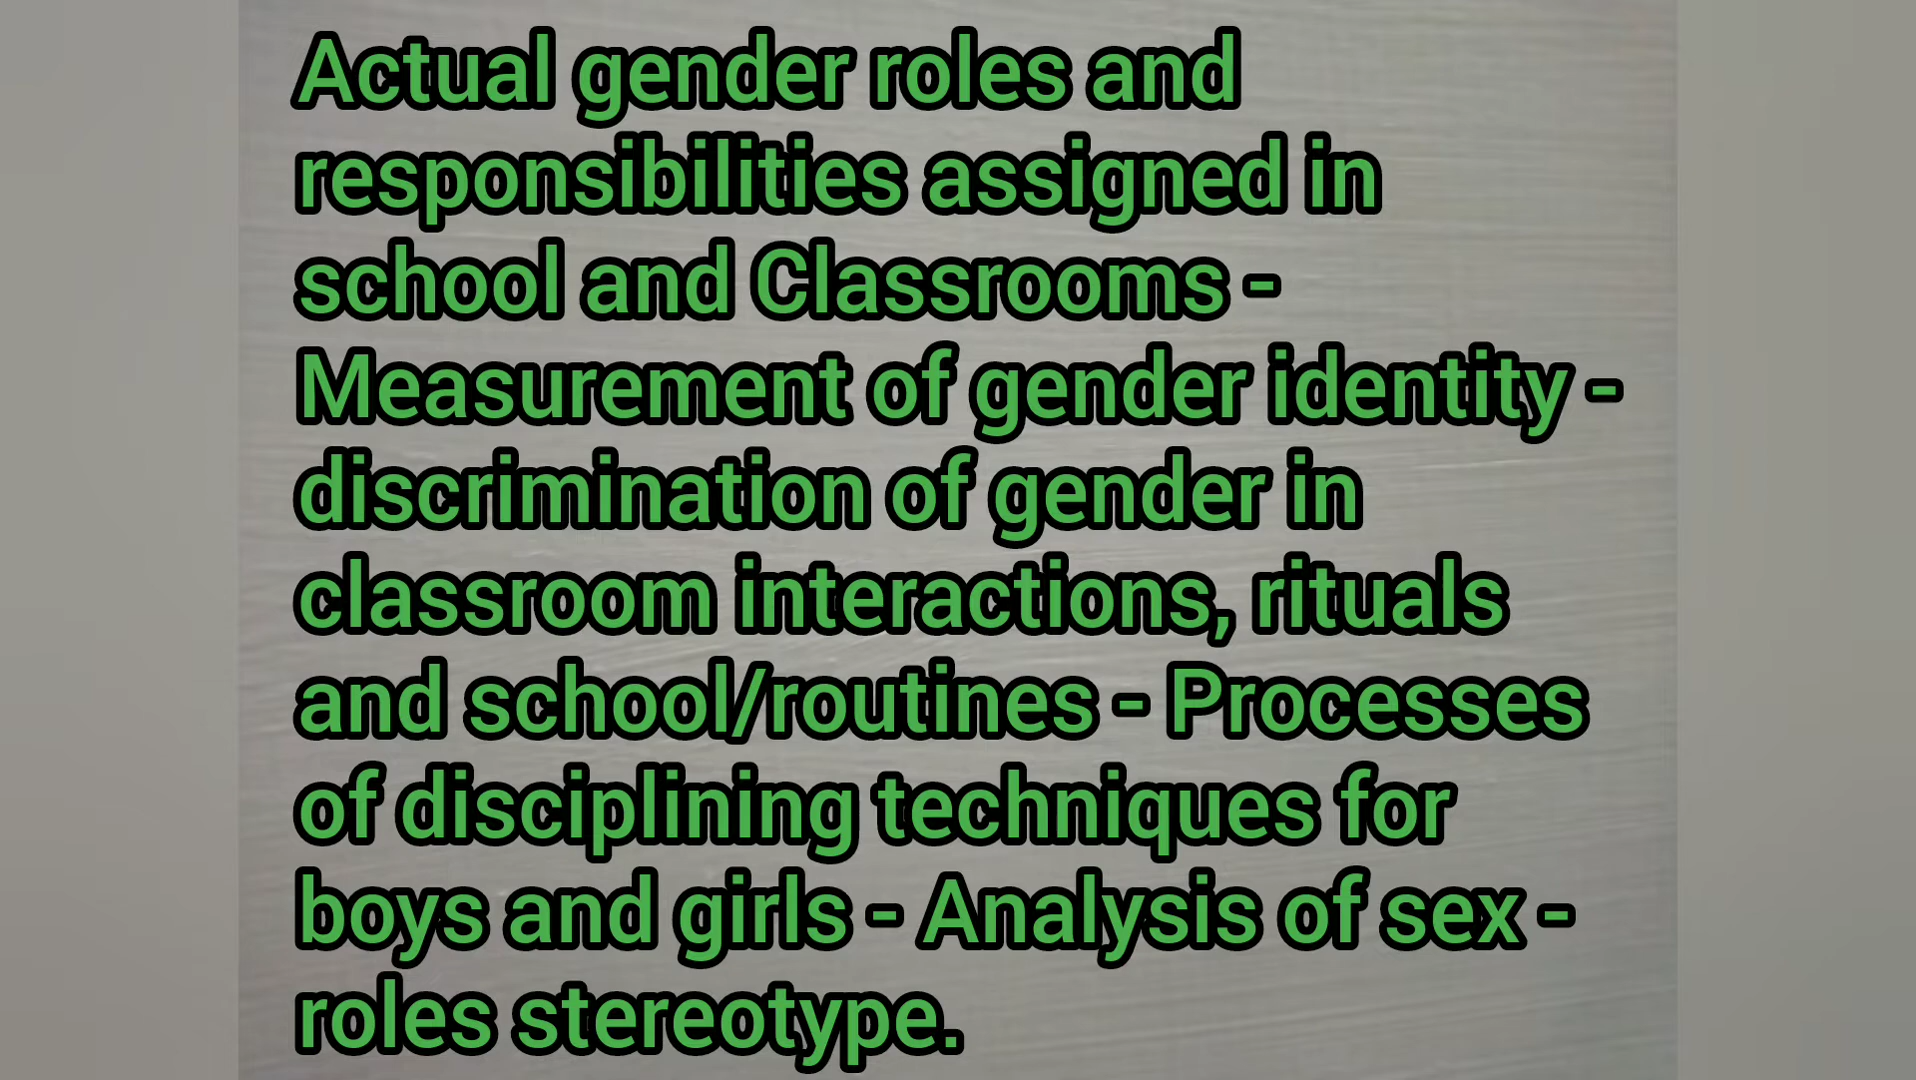 Actual gender roles and
responsibilities assigned in
school and Classrooms -
Measurement of gender identity -
discrimination of gender in
classroom interactions, rituals
and school/routines - Processes
of disciplining techniques for
boys and girls - Analysis of sex -
roles stereotype.